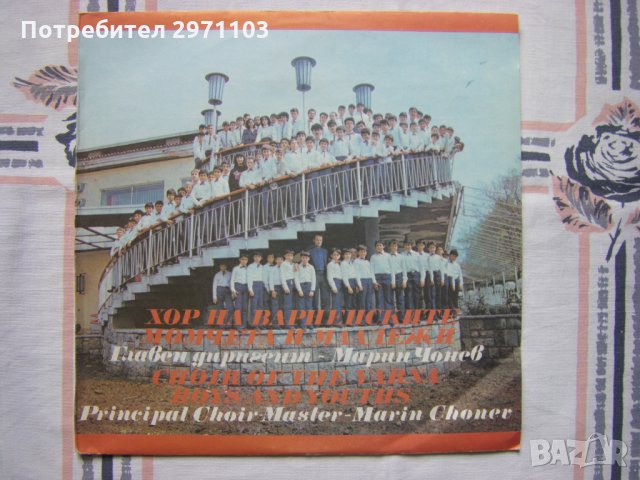 Потребител 2971103
ХОР НА ВАРНЕНСКИТЕ
МОМЧЕТА И МЛАДЕЖИ
Главен диригент - Марин Чонев
CHOIR OF THE VARNA
BOYS AND YOUTHS
Principal Choir-Master-Marin Chonev
BAZAR